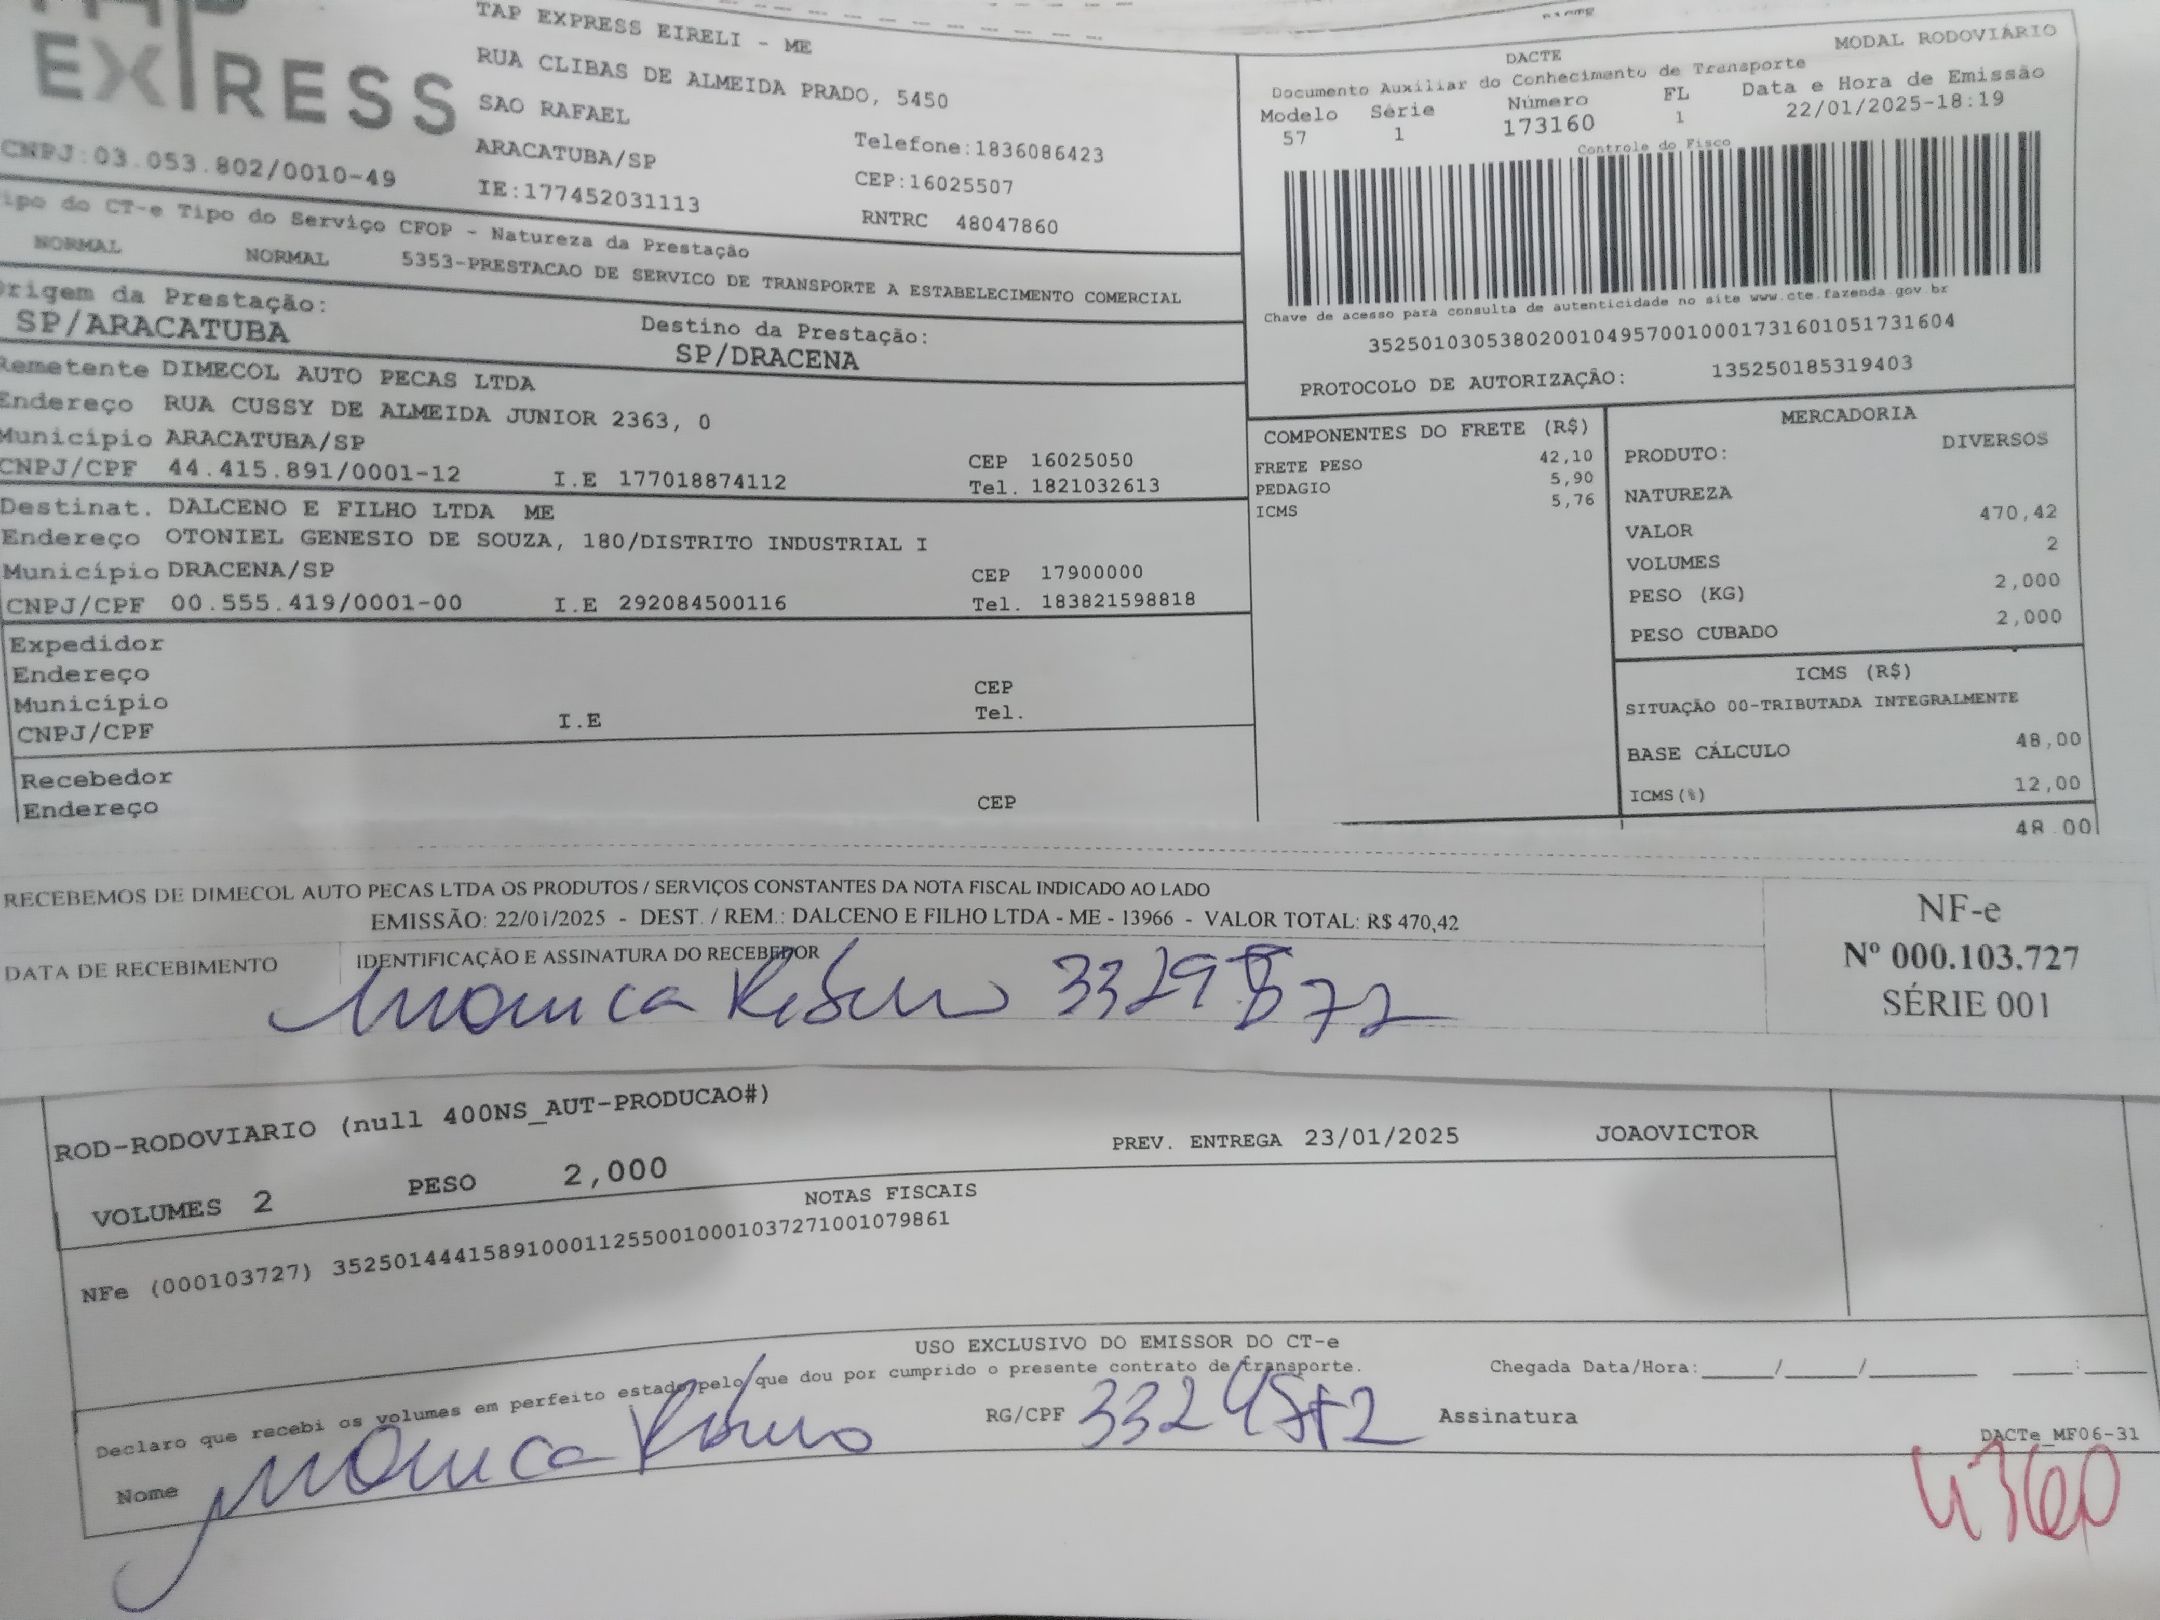 TAP
EXPRESS
CNPJ:03.053.802/0010-49
TAP EXPRESS EIRELI - ME
RUA CLIBAS DE ALMEIDA PRADO, 5450
SAO RAFAEL
ARACATUBA/SP
Telefone:1836086423
CEP:16025507
IE:177452031113
RNTRC 48047860
DACTE
MODAL RODOVIÁRIO
Documento Auxiliar do Conhecimento de Transporte
Modelo Série Número FL Data e Hora de Emissão
57 1 173160 1 22/01/2025-18:19
Controle do Fisco
Chave de acesso para consulta de autenticidade no site www.cte.fazenda.gov.br
35250103053802001049570010001731601051731604
PROTOCOLO DE AUTORIZAÇÃO: 135250185319403
ipo do CT-e Tipo do Serviço CFOP - Natureza da Prestação
NORMAL NORMAL 5353-PRESTACAO DE SERVICO DE TRANSPORTE A ESTABELECIMENTO COMERCIAL
rigem da Prestação:
SP/ARACATUBA
Destino da Prestação:
SP/DRACENA
Remetente DIMECOL AUTO PECAS LTDA
Endereço RUA CUSSY DE ALMEIDA JUNIOR 2363, 0
Município ARACATUBA/SP
CEP 16025050
CNPJ/CPF 44.415.891/0001-12 I.E 177018874112 Tel. 1821032613
Destinat. DALCENO E FILHO LTDA ME
Endereço OTONIEL GENESIO DE SOUZA, 180/DISTRITO INDUSTRIAL I
Município DRACENA/SP CEP 17900000
CNPJ/CPF 00.555.419/0001-00 I.E 292084500116 Tel. 183821598818
Expedidor
Endereço
Município CEP
CNPJ/CPF I.E Tel.
Recebedor
Endereço CEP
COMPONENTES DO FRETE (R$)
FRETE PESO 42,10
PEDAGIO 5,90
ICMS 5,76
MERCADORIA
PRODUTO: DIVERSOS
NATUREZA
VALOR 470,42
VOLUMES 2
PESO (KG) 2,000
PESO CUBADO 2,000
ICMS (R$)
SITUAÇÃO 00-TRIBUTADA INTEGRALMENTE
BASE CÁLCULO 48,00
ICMS(%) 12,00
48.00
RECEBEMOS DE DIMECOL AUTO PECAS LTDA OS PRODUTOS / SERVIÇOS CONSTANTES DA NOTA FISCAL INDICADO AO LADO
EMISSÃO: 22/01/2025 - DEST. / REM.: DALCENO E FILHO LTDA - ME - 13966 - VALOR TOTAL: R$ 470,42
DATA DE RECEBIMENTO
IDENTIFICAÇÃO E ASSINATURA DO RECEBEDOR
Monica
NF-e
Nº 000.103.727
SÉRIE 001
ROD-RODOVIARIO (null 400NS_AUT-PRODUCAO#)
PREV. ENTREGA 23/01/2025 JOAOVICTOR
VOLUMES 2 PESO 2,000
NOTAS FISCAIS
NFe (000103727) 35250144415891000112550010001037271001079861
USO EXCLUSIVO DO EMISSOR DO CT-e
Declaro que recebi os volumes em perfeito estado pelo que dou por cumprido o presente contrato de transporte.
Chegada Data/Hora:____/____/____ __:__
Nome Monica
RG/CPF
Assinatura
DACTe_MF06-31
4360